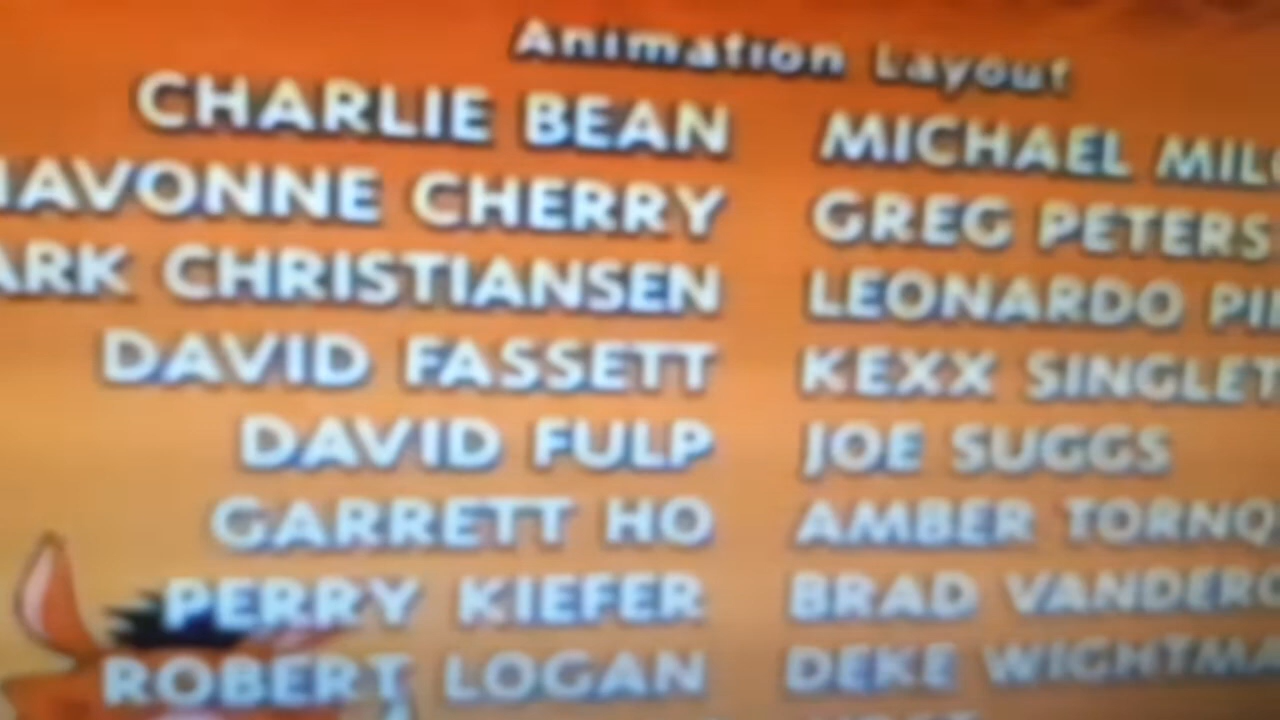 Animation Layout
CHARLIE BEAN MICHAEL
CHERRY GREG PETERS
CHRISTIANSEN LEONARDO
DAVID FASSETT KEXX
DAVID FULP JOE SUGGS
GARRETT HO AMBER
PERRY KIEFER BRAD
ROBERT LOGAN DEKE